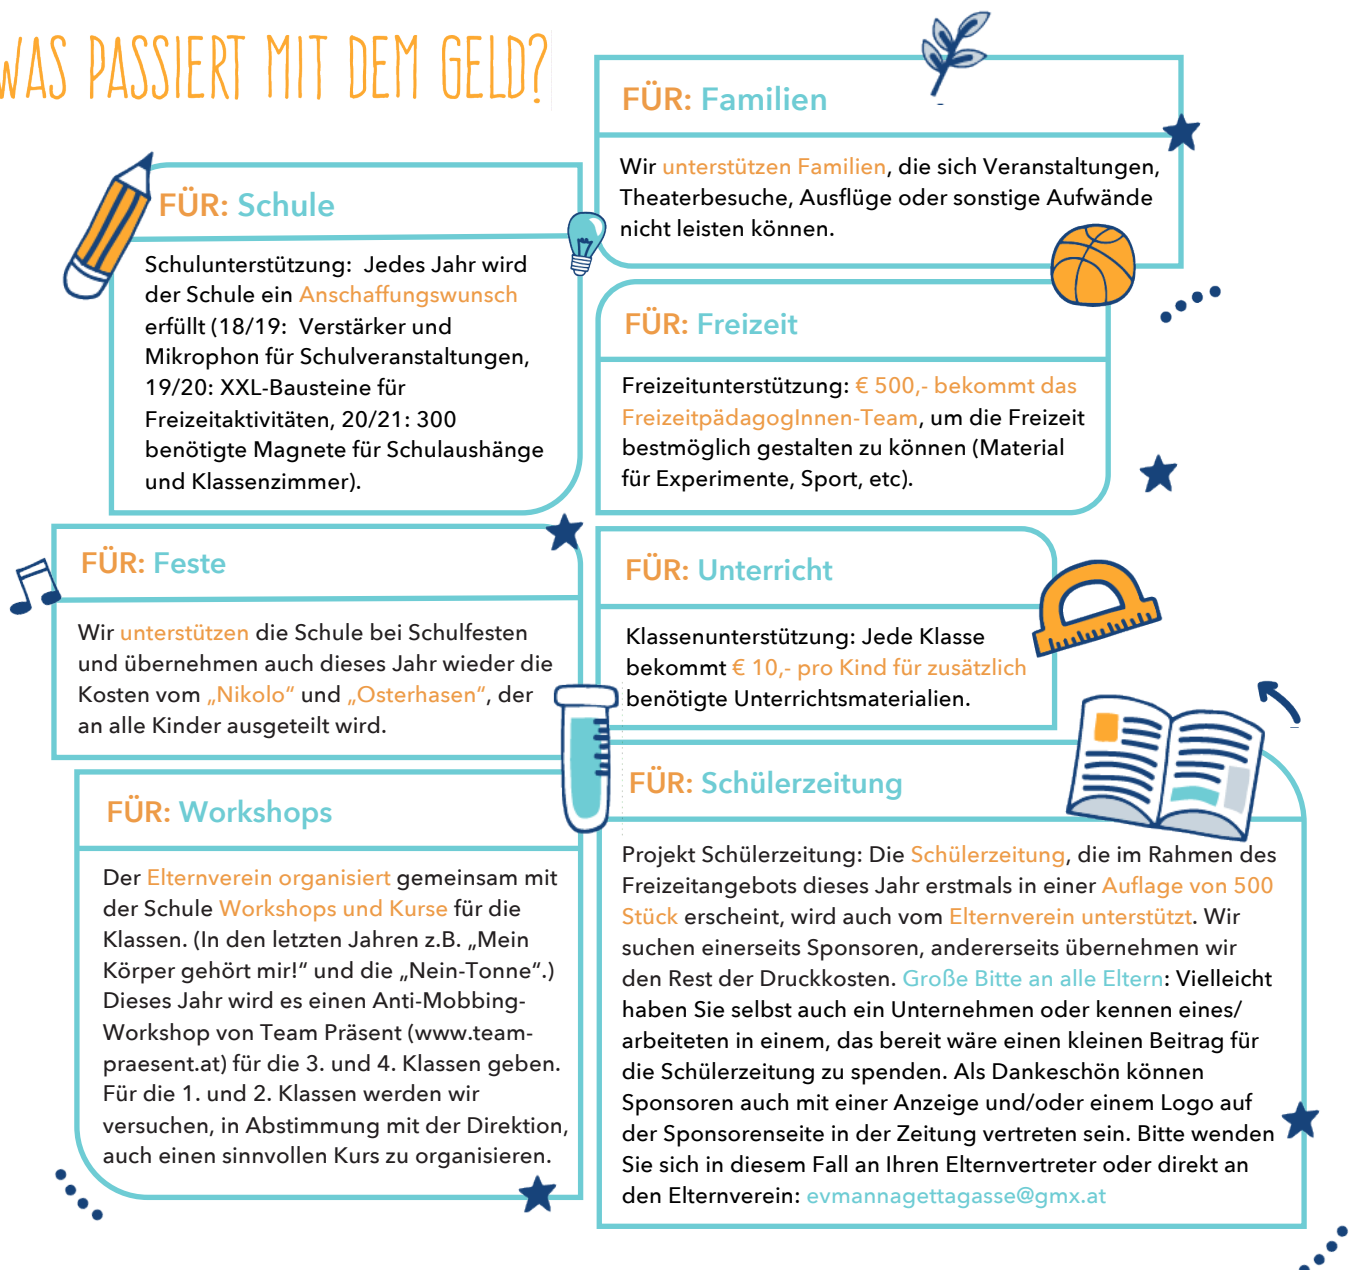 WAS PASSIERT MIT DEM GELD?
FÜR: Schule
Schulunterstützung: Jedes Jahr wird
der Schule ein Anschaffungswunsch
erfüllt (18/19: Verstärker und
Mikrophon für Schulveranstaltungen,
19/20: XXL-Bausteine für
Freizeitaktivitäten, 20/21: 300
benötigte Magnete für Schulaushänge
und Klassenzimmer).
FÜR: Familien
Wir unterstützen Familien, die sich Veranstaltungen,
Theaterbesuche, Ausflüge oder sonstige Aufwände
nicht leisten können.
FÜR: Freizeit
Freizeitunterstützung: € 500,- bekommt das
FreizeitpädagogInnen-Team, um die Freizeit
bestmöglich gestalten zu können (Material
für Experimente, Sport, etc).
FÜR: Feste
Wir unterstützen die Schule bei Schulfesten
und übernehmen auch dieses Jahr wieder die
Kosten vom „Nikolo“ und „Osterhasen“, der
an alle Kinder ausgeteilt wird.
FÜR: Unterricht
Klassenunterstützung: Jede Klasse
bekommt € 10,- pro Kind für zusätzlich
benötigte Unterrichtsmaterialien.
FÜR: Workshops
Der Elternverein organisiert gemeinsam mit
der Schule Workshops und Kurse für die
Klassen. (In den letzten Jahren z.B. „Mein
Körper gehört mir!“ und die „Nein-Tonne“.)
Dieses Jahr wird es einen Anti-Mobbing-
Workshop von Team Präsent (www.team-
praesent.at) für die 3. und 4. Klassen geben.
Für die 1. und 2. Klassen werden wir
versuchen, in Abstimmung mit der Direktion,
auch einen sinnvollen Kurs zu organisieren.
FÜR: Schülerzeitung
Projekt Schülerzeitung: Die Schülerzeitung, die im Rahmen des
Freizeitangebots dieses Jahr erstmals in einer Auflage von 500
Stück erscheint, wird auch vom Elternverein unterstützt. Wir
suchen einerseits Sponsoren, andererseits übernehmen wir
den Rest der Druckkosten. Große Bitte an alle Eltern: Vielleicht
haben Sie selbst auch ein Unternehmen oder kennen eines/
arbeiteten in einem, das bereit wäre einen kleinen Beitrag für
die Schülerzeitung zu spenden. Als Dankeschön können
Sponsoren auch mit einer Anzeige und/oder einem Logo auf
der Sponsorenseite in der Zeitung vertreten sein. Bitte wenden
Sie sich in diesem Fall an Ihren Elternvertreter oder direkt an
den Elternverein: evmannagettagasse@gmx.at